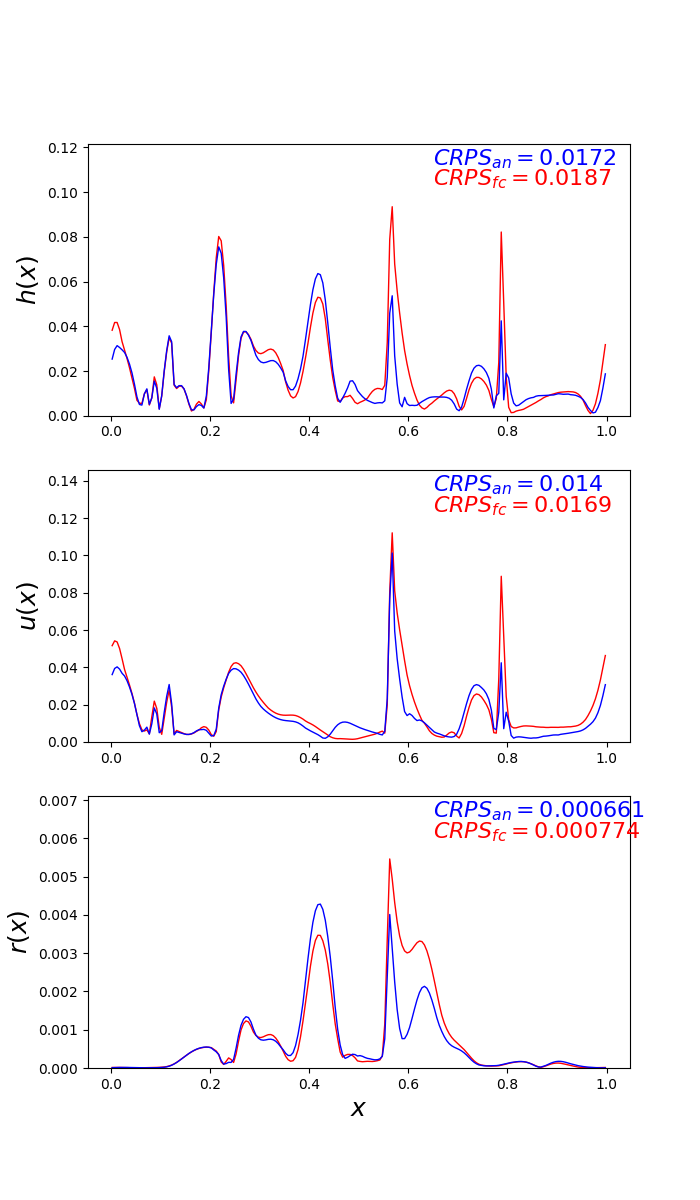 0.12
0.10
0.08
0.06
0.04
0.02
0.00
h(x)
CRPS_an = 0.0172
CRPS_fc = 0.0187
0.0 0.2 0.4 0.6 0.8 1.0
0.14
0.12
0.10
0.08
0.06
0.04
0.02
0.00
u(x)
CRPS_an = 0.014
CRPS_fc = 0.0169
0.0 0.2 0.4 0.6 0.8 1.0
0.007
0.006
0.005
0.004
0.003
0.002
0.001
0.000
r(x)
CRPS_an = 0.000661
CRPS_fc = 0.000774
0.0 0.2 0.4 0.6 0.8 1.0
x